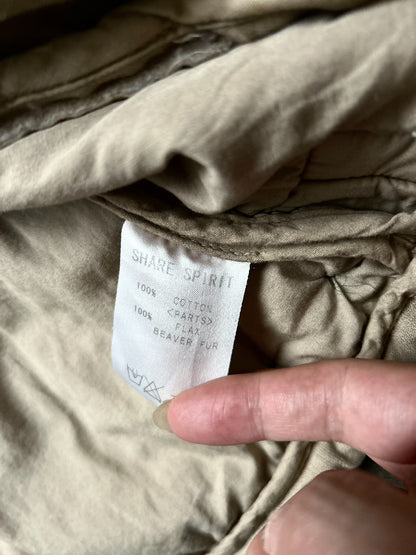 SHARE SPIRIT
100% COTTON
<PARTS>
100% FLAX
BEAVER FUR